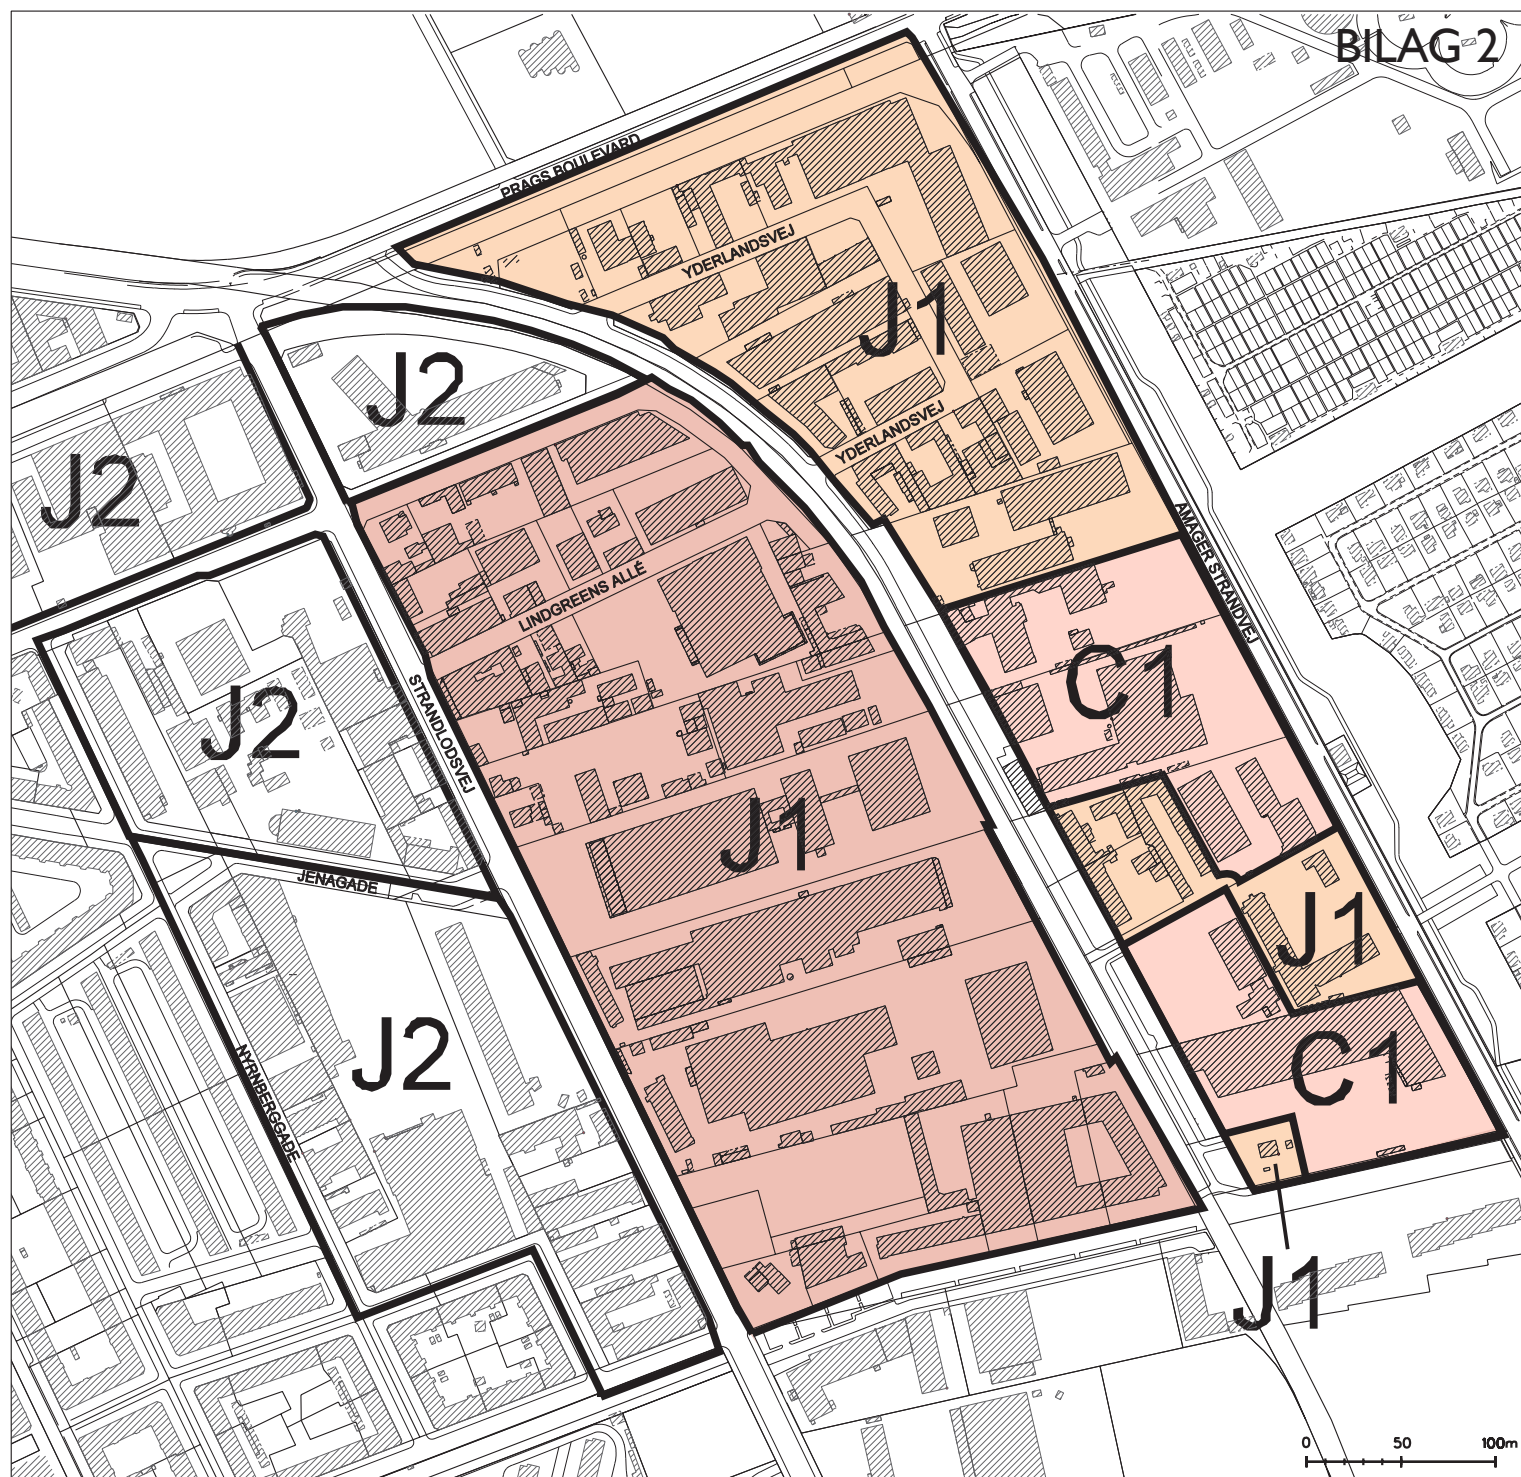 BILAG 2
PRAGS BOULEVARD
YDERLANDSVEJ
J1
J2
J2
YDERLANDSVEJ
AMAGER STRANDVEJ
LINDGREENS ALLÉ
C1
J2
STRANDLODSVEJ
J1
JENAGADE
J1
J2
C1
NYRNBERGGADE
J1
0 50 100m